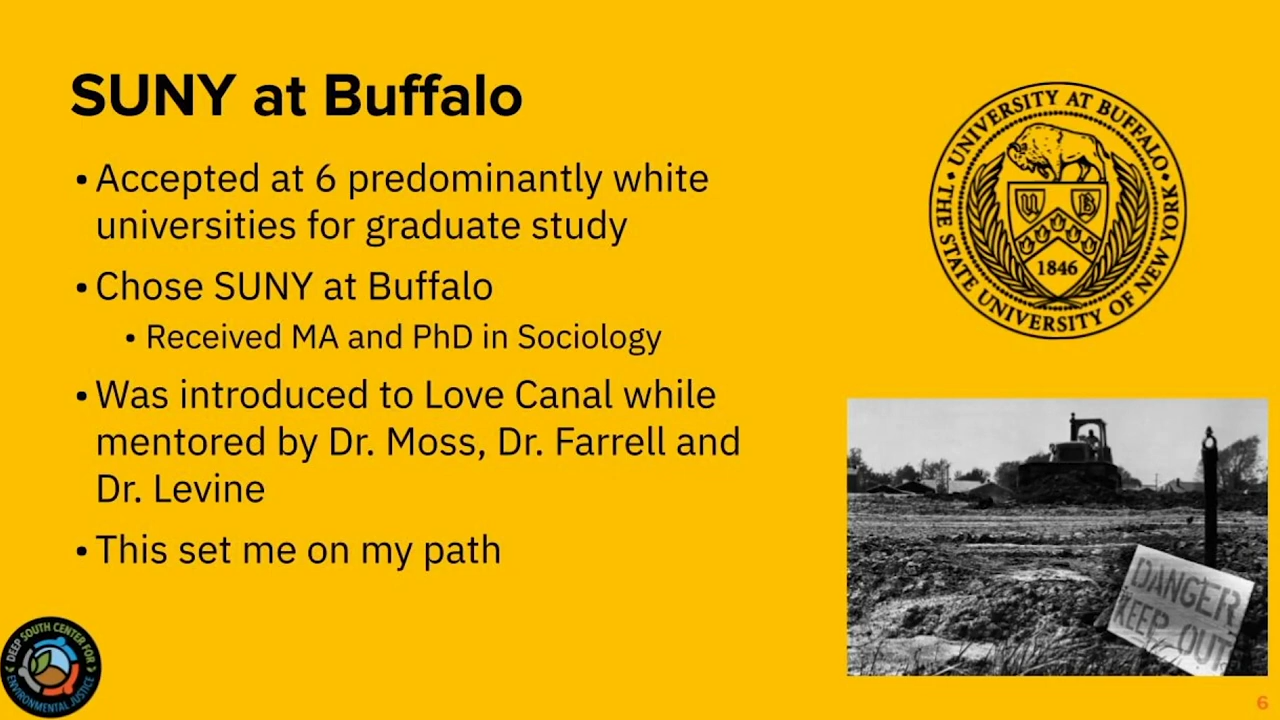 SUNY at Buffalo
• Accepted at 6 predominantly white
universities for graduate study
• Chose SUNY at Buffalo
• Received MA and PhD in Sociology
• Was introduced to Love Canal while
mentored by Dr. Moss, Dr. Farrell and
Dr. Levine
• This set me on my path
• UNIVERSITY AT BUFFALO •
THE STATE UNIVERSITY OF NEW YORK
U B
1846
DANGER
KEEP OUT
DEEP SOUTH CENTER FOR
ENVIRONMENTAL JUSTICE
6